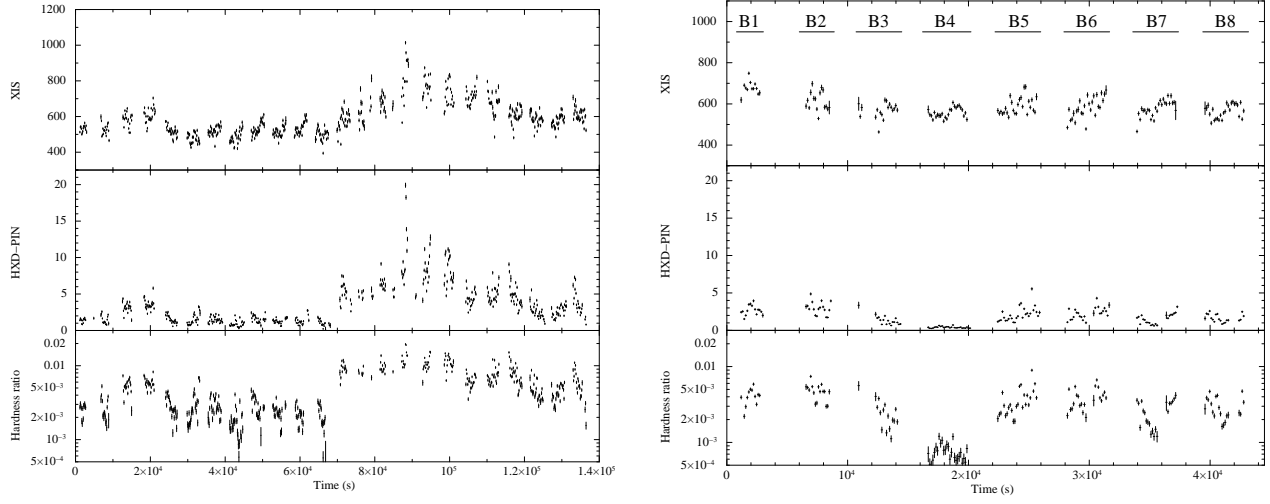 1200
1000
800
600
400
XIS
20
15
10
5
0
HXD−PIN
0.02
0.01
5×10⁻³
2×10⁻³
10⁻³
5×10⁻⁴
Hardness ratio
0 2×10⁴ 4×10⁴ 6×10⁴ 8×10⁴ 10⁵ 1.2×10⁵ 1.4×10⁵
Time (s)
B1 B2 B3 B4 B5 B6 B7 B8
1000
800
600
400
XIS
20
15
10
5
0
HXD−PIN
0.02
0.01
5×10⁻³
2×10⁻³
10⁻³
5×10⁻⁴
Hardness ratio
0 10⁴ 2×10⁴ 3×10⁴ 4×10⁴
Time (s)